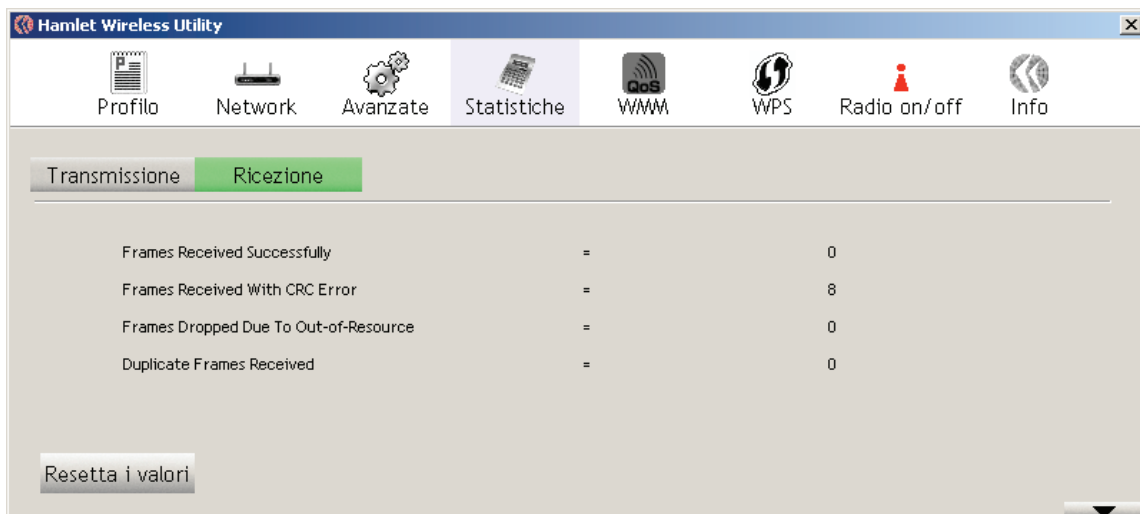 Hamlet Wireless Utility
Profilo Network Avanzate Statistiche QoS WMM WPS Radio on/off Info
Transmissione Ricezione
Frames Received Successfully = 0
Frames Received With CRC Error = 8
Frames Dropped Due To Out-of-Resource = 0
Duplicate Frames Received = 0
Resetta i valori